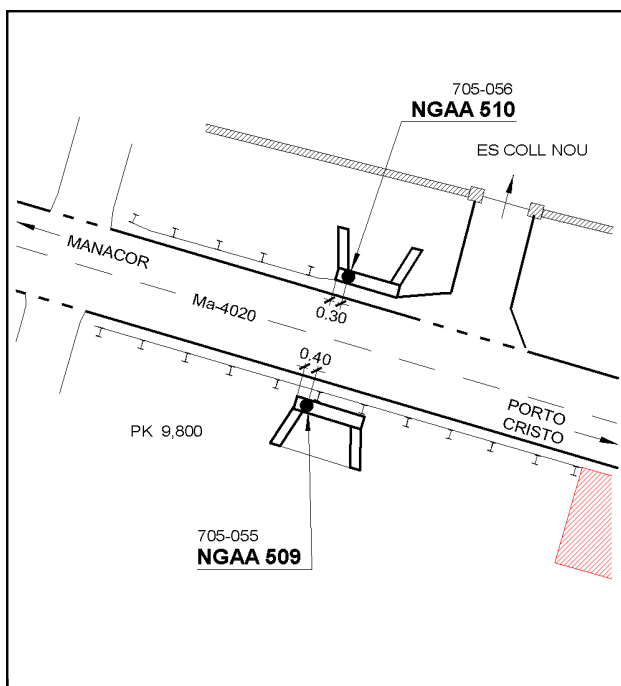 705-056
NGAA 510
ES COLL NOU
MANACOR
Ma-4020
0.30
0.40
PORTO
CRISTO
PK 9,800
705-055
NGAA 509